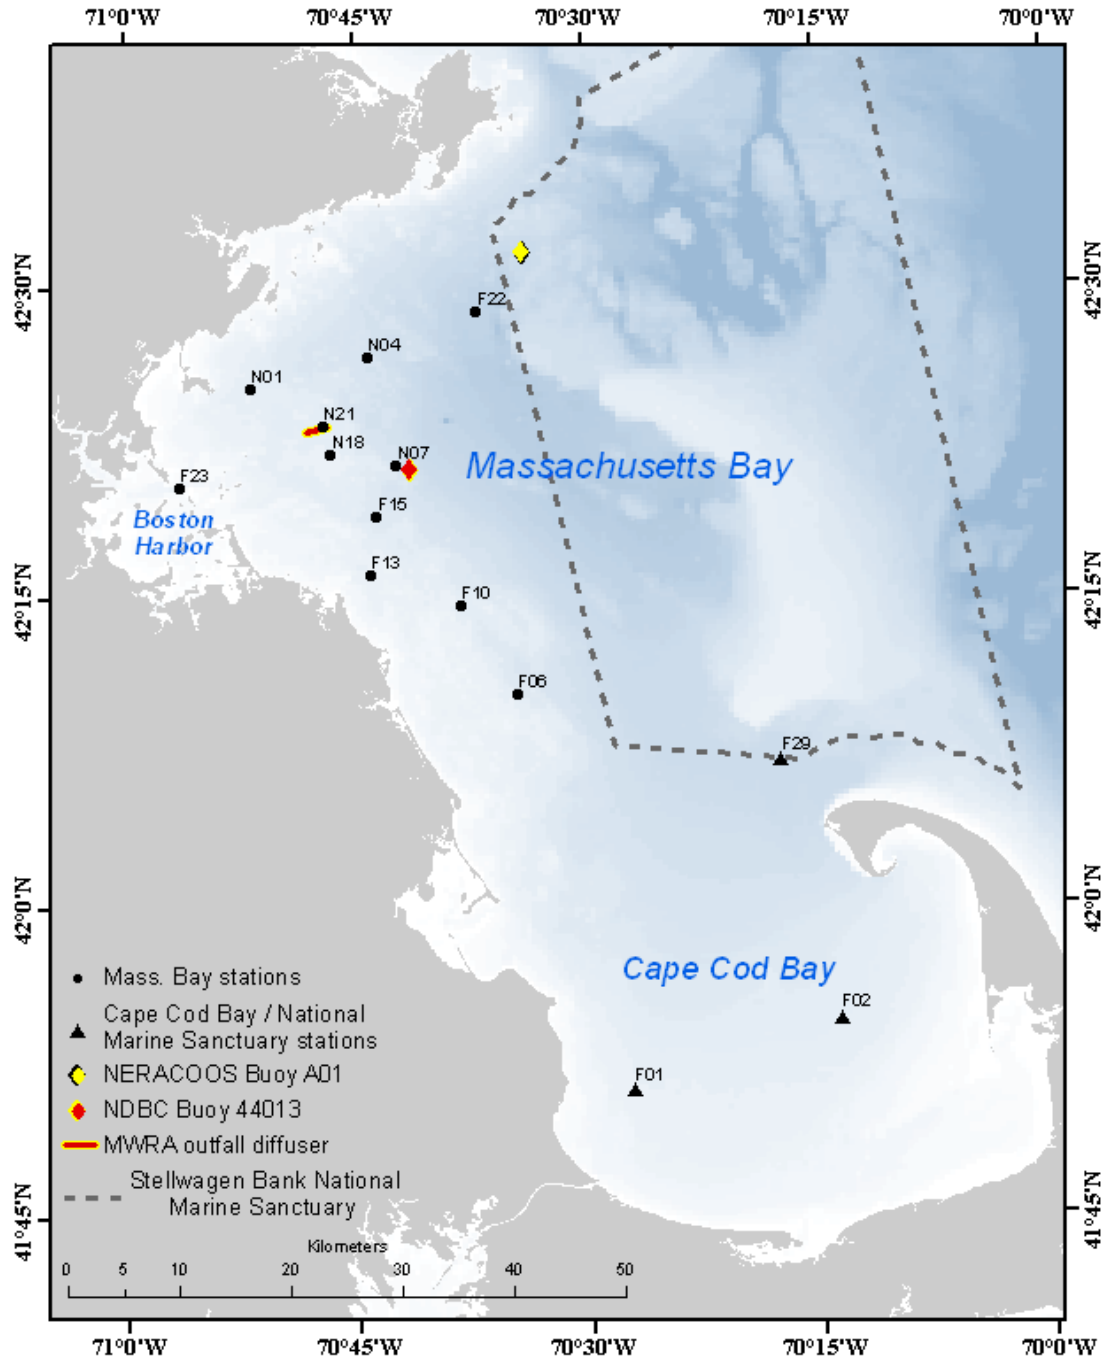 71°0'W 70°45'W 70°30'W 70°15'W 70°0'W
42°30'N
42°30'N
F22
N04
N01
N21
N18
N07
Massachusetts Bay
F23
F15
Boston
Harbor
F13
42°15'N
42°15'N
F10
F06
F29
42°0'N
42°0'N
Cape Cod Bay
F02
F01
Mass. Bay stations
Cape Cod Bay / National
Marine Sanctuary stations
NERACOOS Buoy A01
NDBC Buoy 44013
MWRA outfall diffuser
Stellwagen Bank National
Marine Sanctuary
41°45'N
41°45'N
Kilometers
0 5 10 20 30 40 50
71°0'W 70°45'W 70°30'W 70°15'W 70°0'W